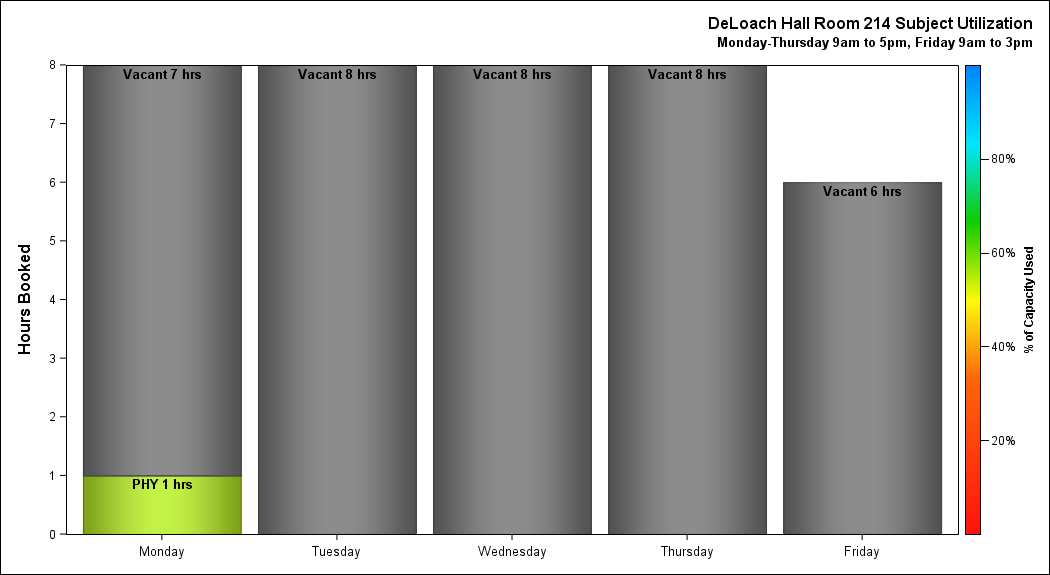 DeLoach Hall Room 214 Subject Utilization
Monday-Thursday 9am to 5pm, Friday 9am to 3pm
Hours Booked
8
7
6
5
4
3
2
1
0
Vacant 7 hrs
Vacant 8 hrs
Vacant 8 hrs
Vacant 8 hrs
Vacant 6 hrs
PHY 1 hrs
Monday
Tuesday
Wednesday
Thursday
Friday
80%
60%
40%
20%
% of Capacity Used